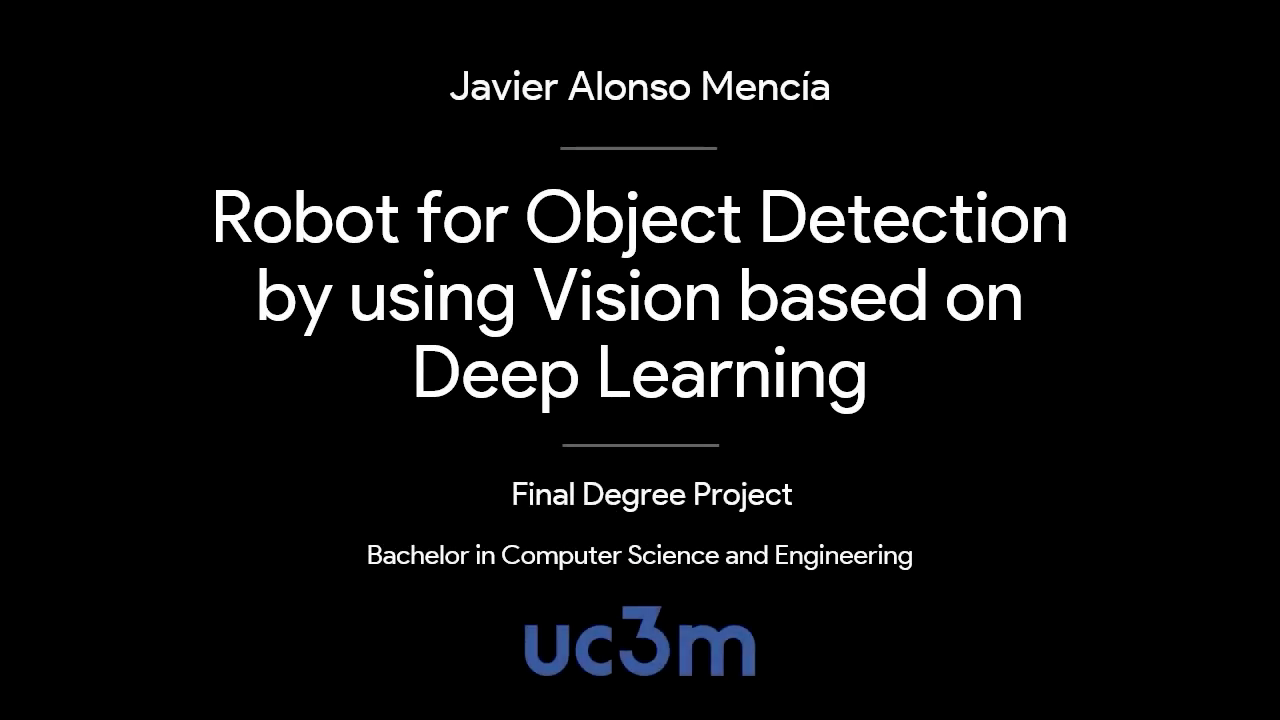 Javier Alonso Mencía
Robot for Object Detection
by using Vision based on
Deep Learning
Final Degree Project
Bachelor in Computer Science and Engineering
uc3m